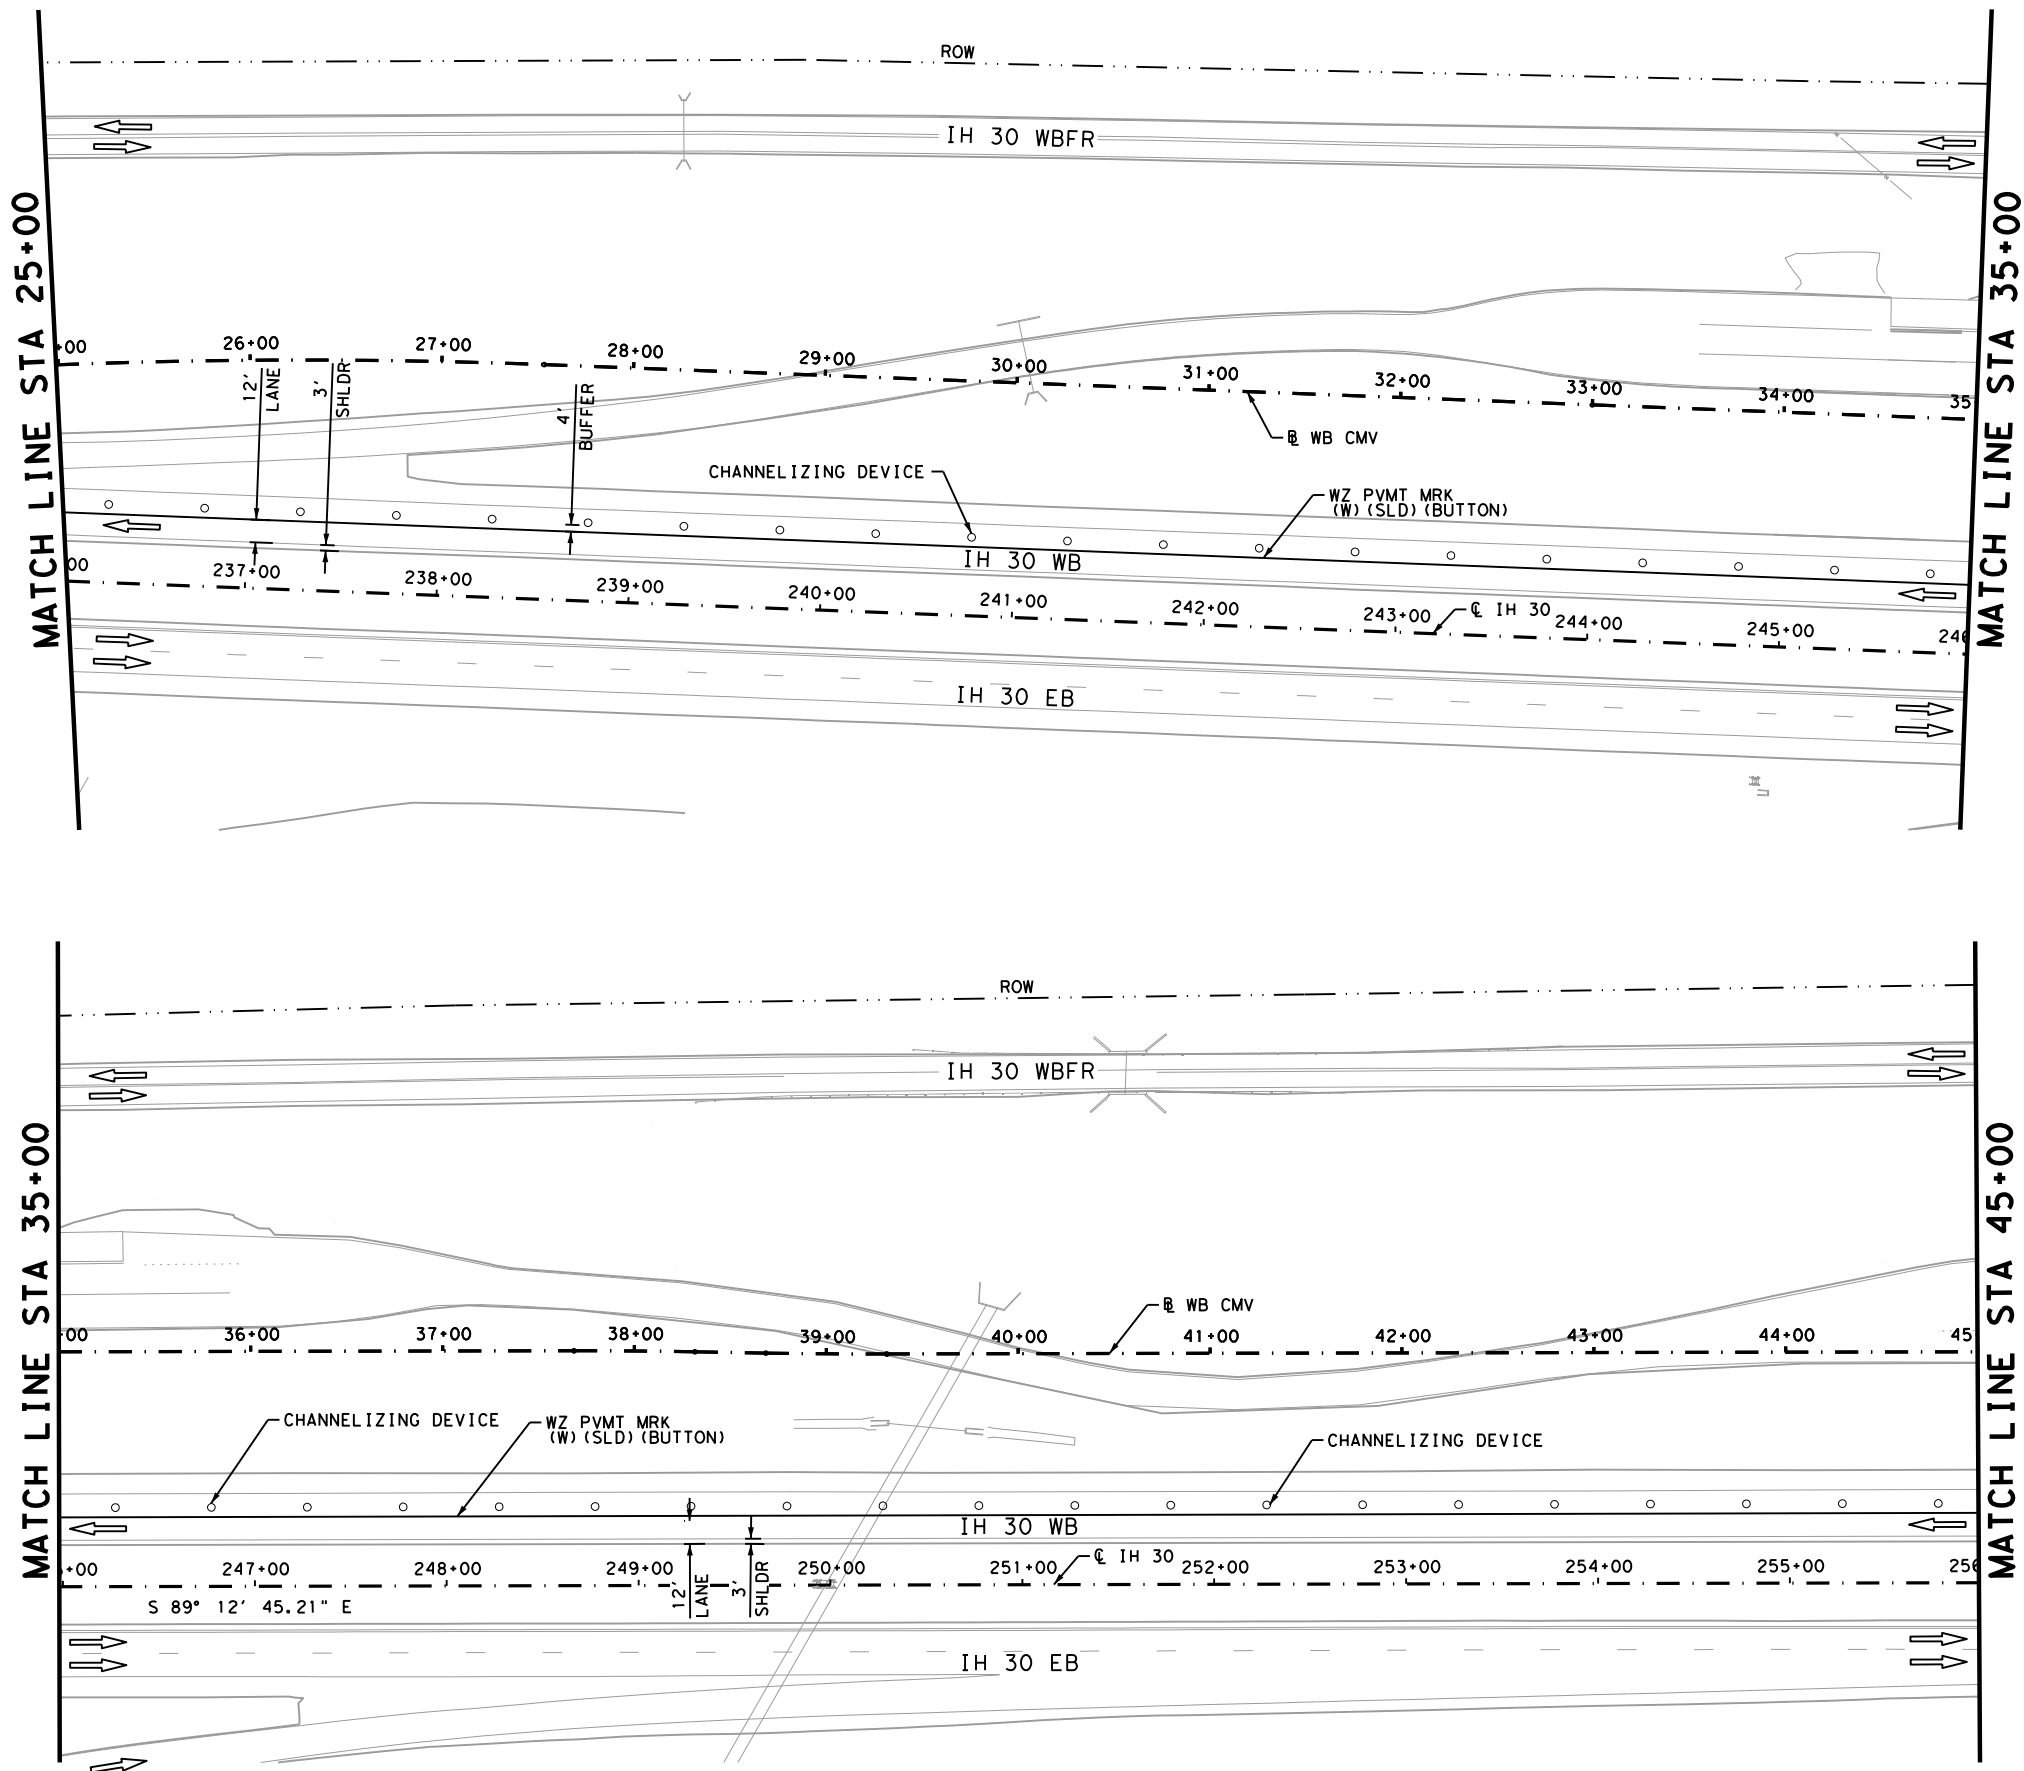 ROW
IH 30 WBFR
MATCH LINE STA 25+00
MATCH LINE STA 35+00
+00
26+00
27+00
28+00
29+00
30+00
31+00
32+00
33+00
34+00
35
12'
LANE
3'
SHLDR
4'
BUFFER
℄ WB CMV
CHANNELIZING DEVICE
WZ PVMT MRK
(W)(SLD)(BUTTON)
IH 30 WB
00
237+00
238+00
239+00
240+00
241+00
242+00
243+00
℄ IH 30
244+00
245+00
246
IH 30 EB
ROW
IH 30 WBFR
MATCH LINE STA 35+00
MATCH LINE STA 45+00
+00
36+00
37+00
38+00
39+00
40+00
41+00
42+00
43+00
44+00
45
BL WB CMV
CHANNELIZING DEVICE
WZ PVMT MRK
(W)(SLD)(BUTTON)
CHANNELIZING DEVICE
IH 30 WB
+00
247+00
248+00
249+00
250+00
251+00
252+00
253+00
254+00
255+00
256
℄ IH 30
12'
LANE
3'
SHLDR
S 89° 12' 45.21" E
IH 30 EB